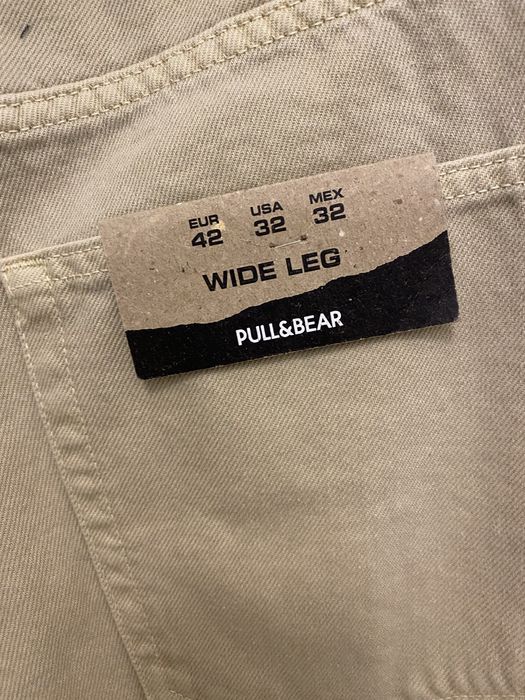 EUR USA MEX
42 32 32
WIDE LEG
PULL&BEAR